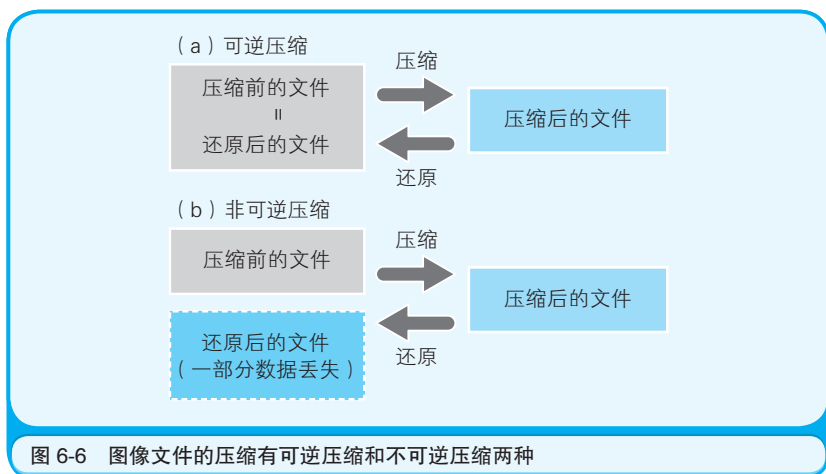 （a）可逆压缩
压缩
压缩前的文件
=
还原后的文件
压缩后的文件
还原
（b）非可逆压缩
压缩
压缩前的文件
压缩后的文件
还原后的文件
（一部分数据丢失）
还原
图 6-6 图像文件的压缩有可逆压缩和不可逆压缩两种